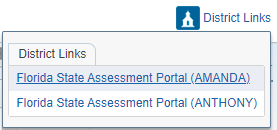 District Links
District Links
Florida State Assessment Portal (AMANDA)
Florida State Assessment Portal (ANTHONY)